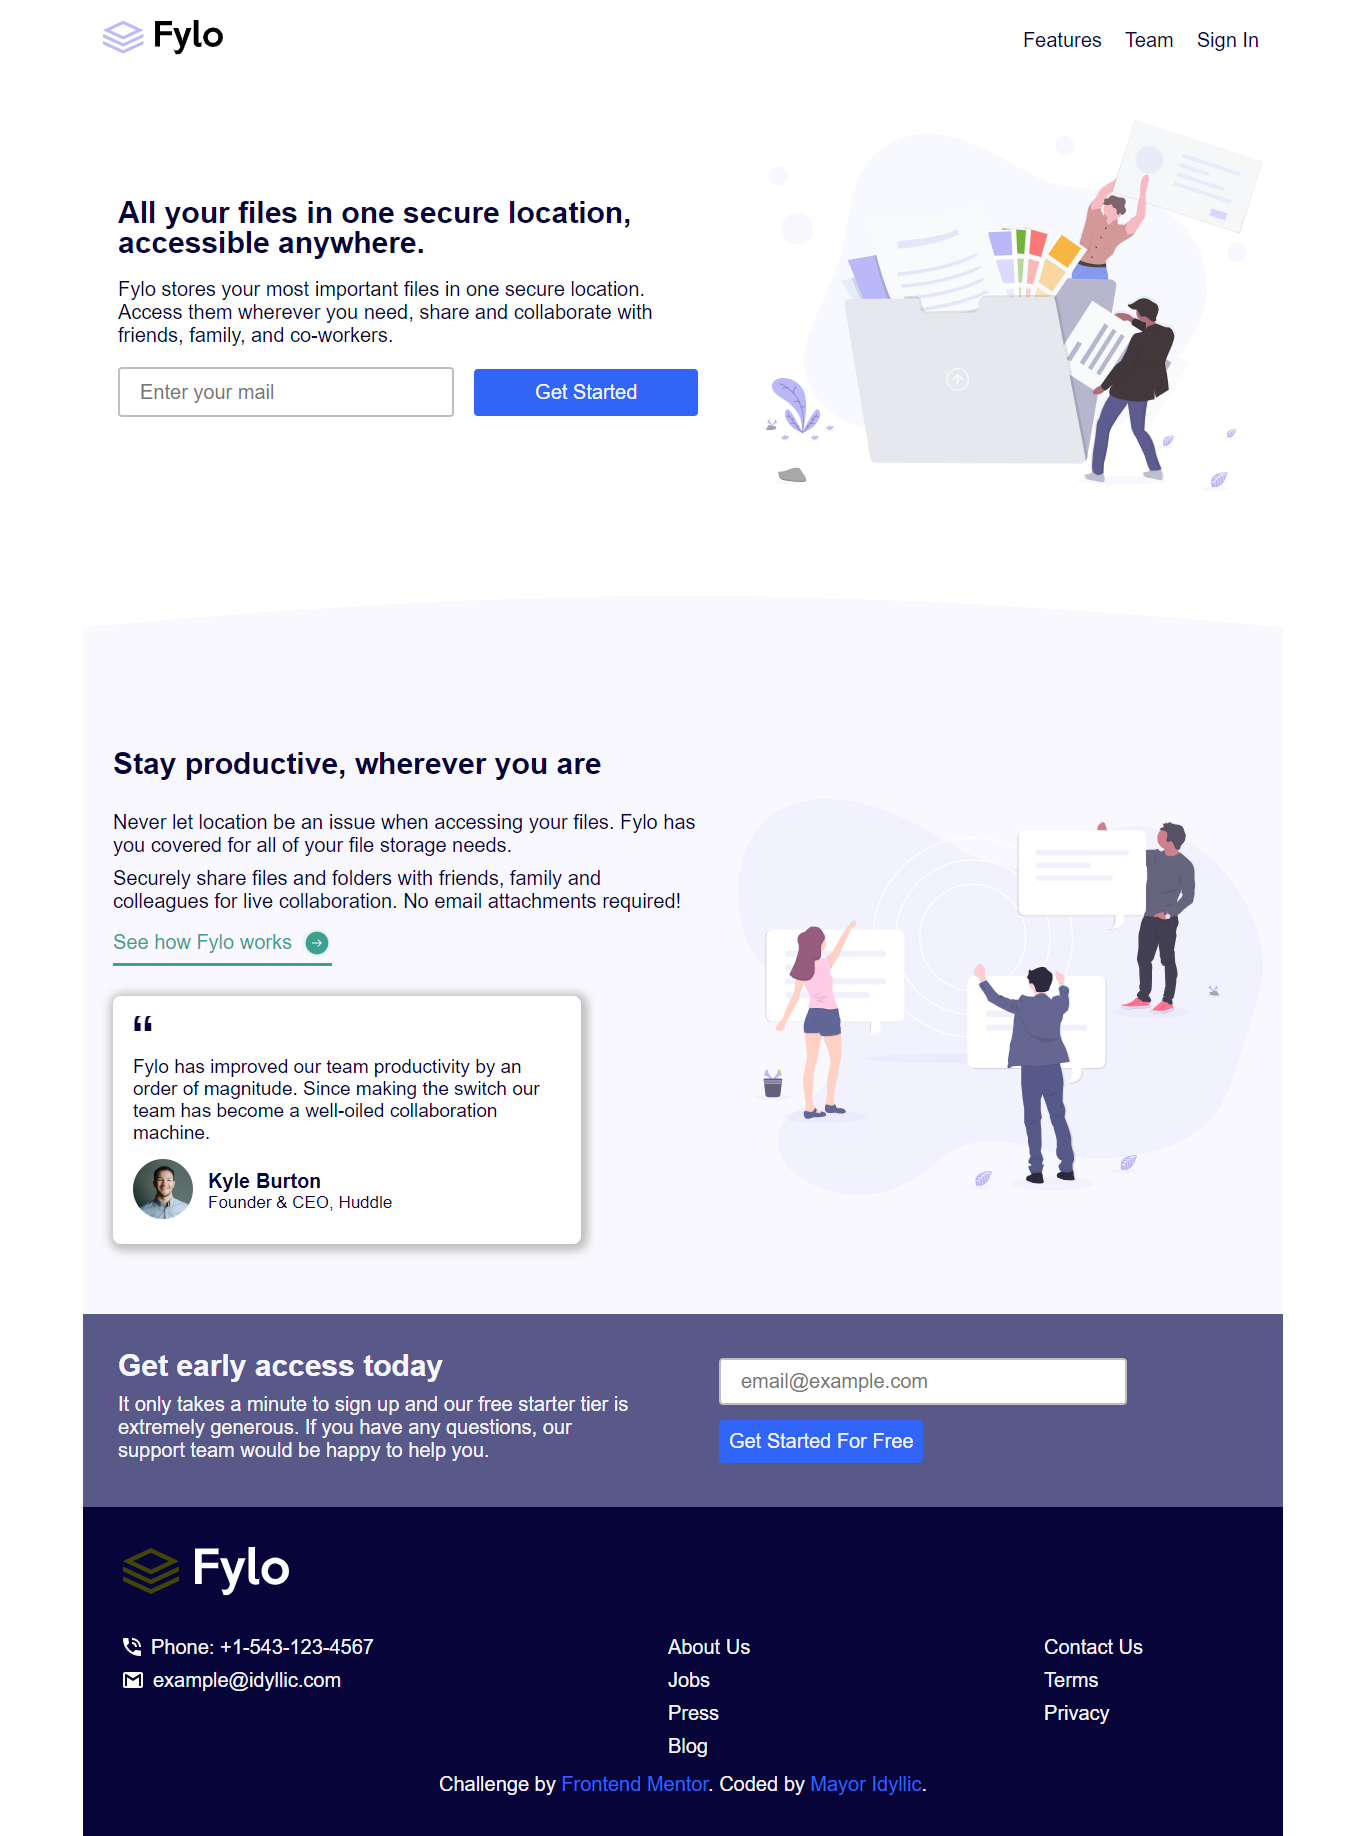 Fylo
Features Team Sign In
All your files in one secure location,
accessible anywhere.
Fylo stores your most important files in one secure location.
Access them wherever you need, share and collaborate with
friends, family, and co-workers.
Enter your mail
Get Started
Stay productive, wherever you are
Never let location be an issue when accessing your files. Fylo has
you covered for all of your file storage needs.
Securely share files and folders with friends, family and
colleagues for live collaboration. No email attachments required!
See how Fylo works
“
Fylo has improved our team productivity by an
order of magnitude. Since making the switch our
team has become a well-oiled collaboration
machine.
Kyle Burton
Founder & CEO, Huddle
Get early access today
It only takes a minute to sign up and our free starter tier is
extremely generous. If you have any questions, our
support team would be happy to help you.
email@example.com
Get Started For Free
Fylo
Phone: +1-543-123-4567
example@idyllic.com
About Us
Jobs
Press
Blog
Contact Us
Terms
Privacy
Challenge by Frontend Mentor. Coded by Mayor Idyllic.